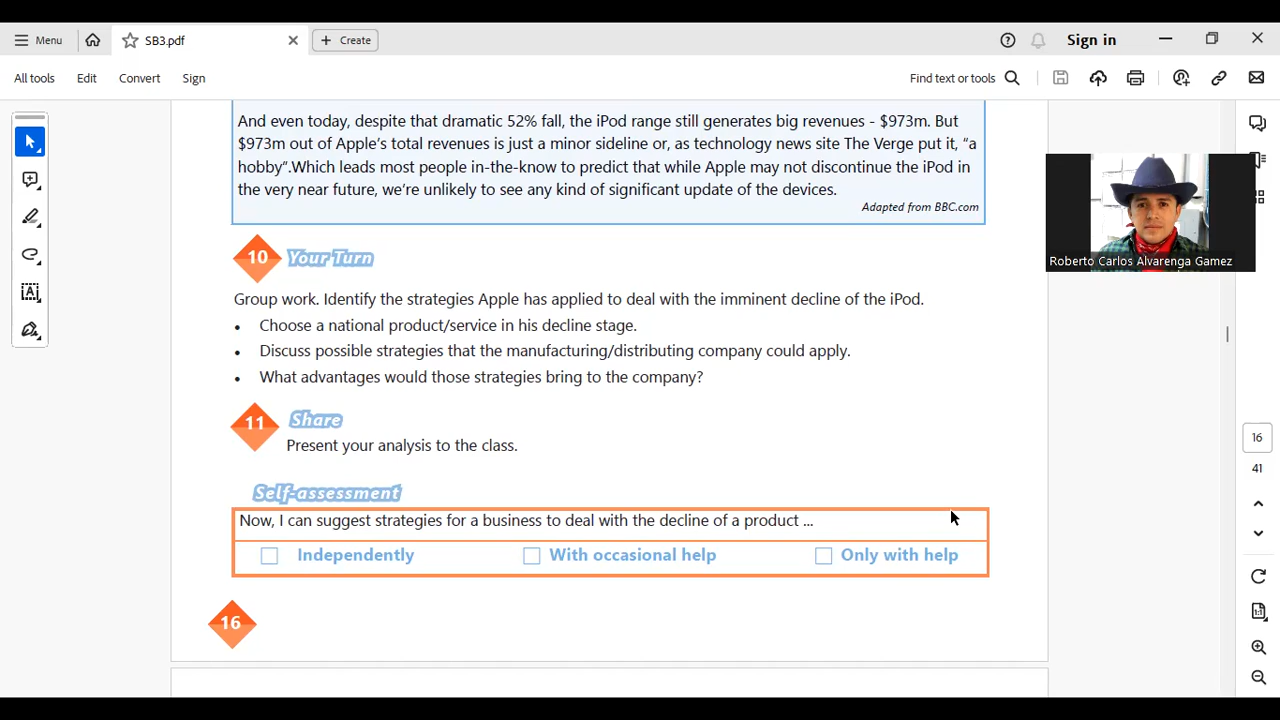 Menu
SB3.pdf
Create
Sign in
All tools
Edit
Convert
Sign
Find text or tools
And even today, despite that dramatic 52% fall, the iPod range still generates big revenues - $973m. But
$973m out of Apple's total revenues is just a minor sideline or, as technology news site The Verge put it, "a
hobby".Which leads most people in-the-know to predict that while Apple may not discontinue the iPod in
the very near future, we're unlikely to see any kind of significant update of the devices.
Adapted from BBC.com
Roberto Carlos Alvarenga Gamez
10 Your Turn
Group work. Identify the strategies Apple has applied to deal with the imminent decline of the iPod.
• Choose a national product/service in his decline stage.
• Discuss possible strategies that the manufacturing/distributing company could apply.
• What advantages would those strategies bring to the company?
11 Share
Present your analysis to the class.
Self-assessment
Now, I can suggest strategies for a business to deal with the decline of a product ...
Independently
With occasional help
Only with help
16
16
41
1:1